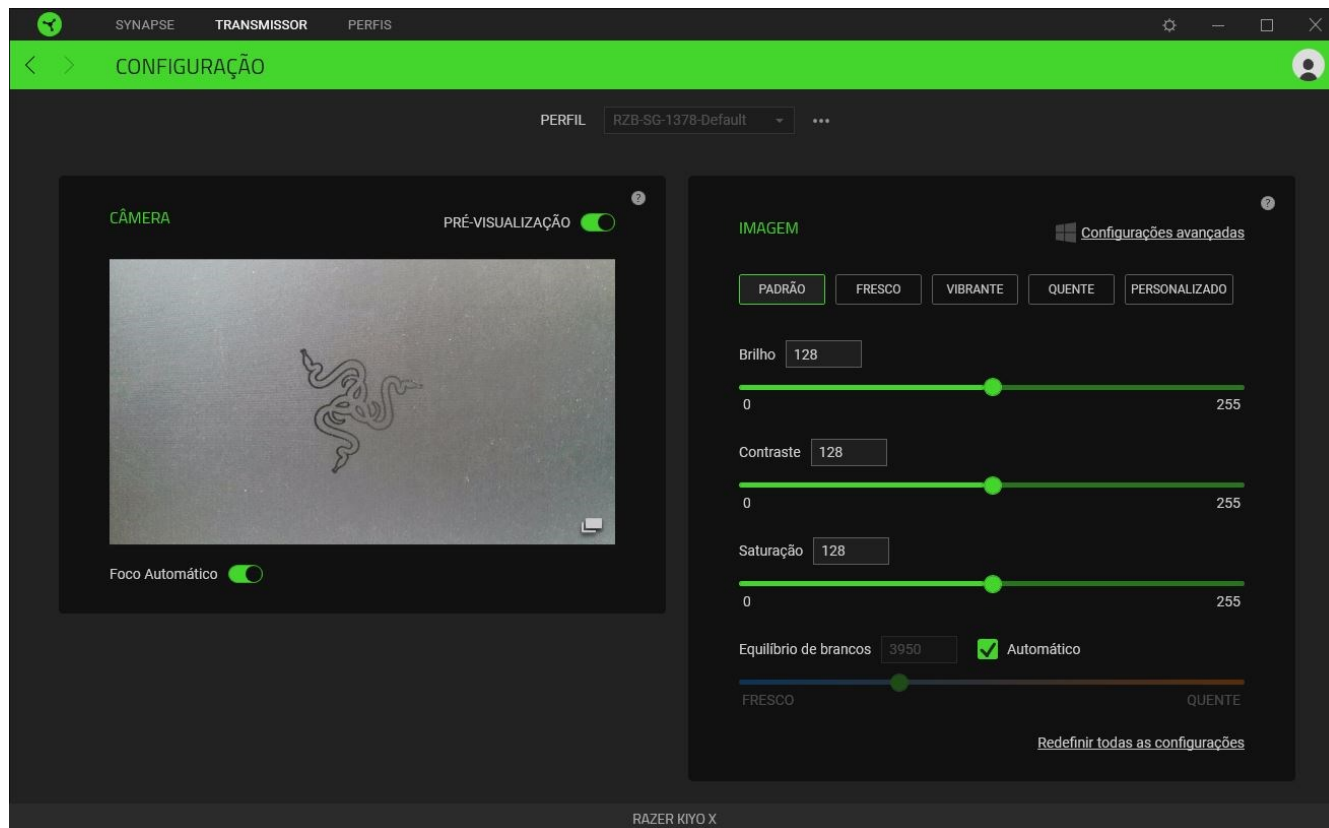 SYNAPSE TRANSMISSOR PERFIS
CONFIGURAÇÃO
PERFIL RZB-SG-1378-Default
CÂMERA
PRÉ-VISUALIZAÇÃO
?
Foco Automático
?
IMAGEM
Configurações avançadas
PADRÃO FRESCO VIBRANTE QUENTE PERSONALIZADO
Brilho 128
0 255
Contraste 128
0 255
Saturação 128
0 255
Equilíbrio de brancos 3950 Automático
FRESCO QUENTE
Redefinir todas as configurações
RAZER KIYO X